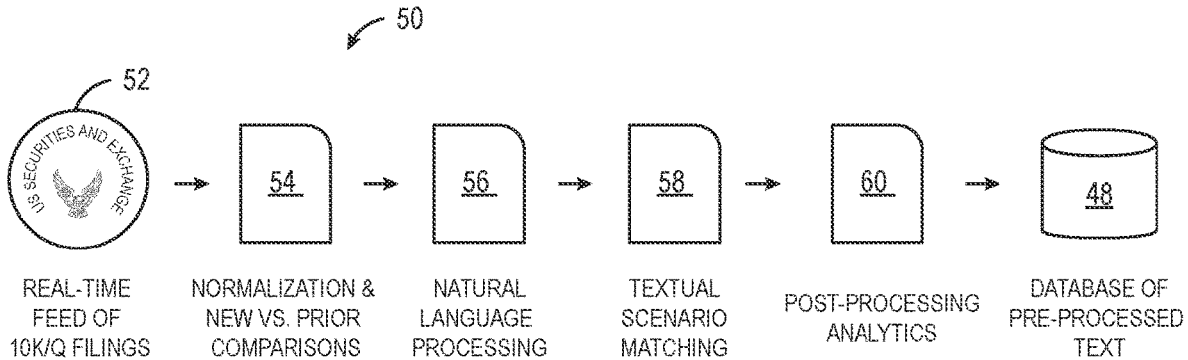 50
52
US SECURITIES AND EXCHANGE
54
56
58
60
48
REAL-TIME
FEED OF
10K/Q FILINGS
NORMALIZATION &
NEW VS. PRIOR
COMPARISONS
NATURAL
LANGUAGE
PROCESSING
TEXTUAL
SCENARIO
MATCHING
POST-PROCESSING
ANALYTICS
DATABASE OF
PRE-PROCESSED
TEXT